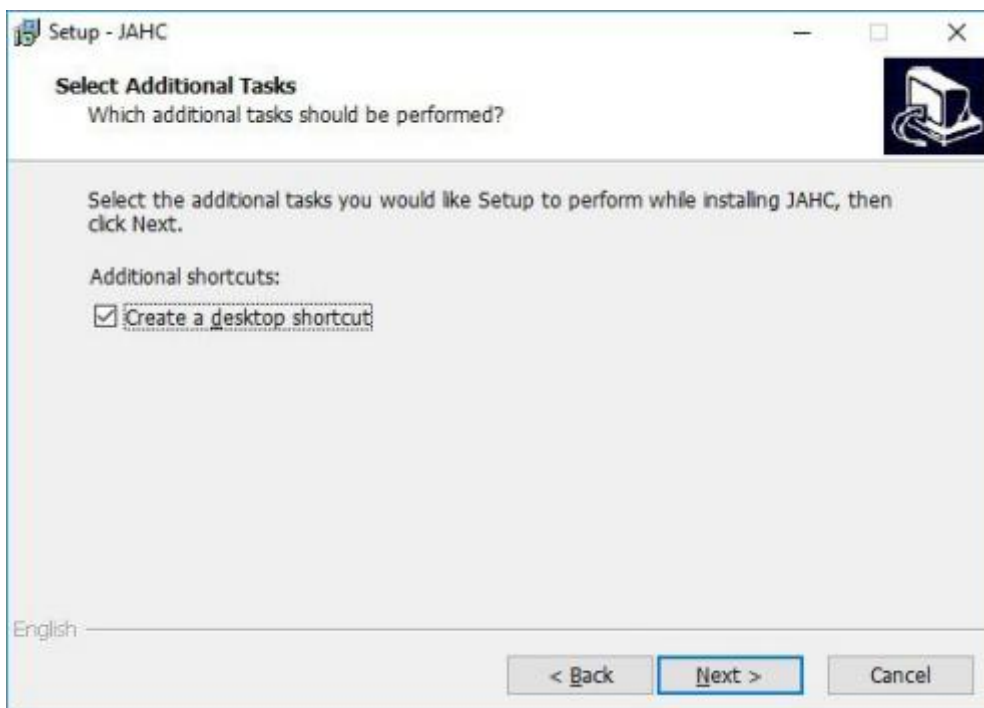 Setup - JAHC
Select Additional Tasks
Which additional tasks should be performed?
Select the additional tasks you would like Setup to perform while installing JAHC, then
click Next.
Additional shortcuts:
Create a desktop shortcut
English
< Back
Next >
Cancel